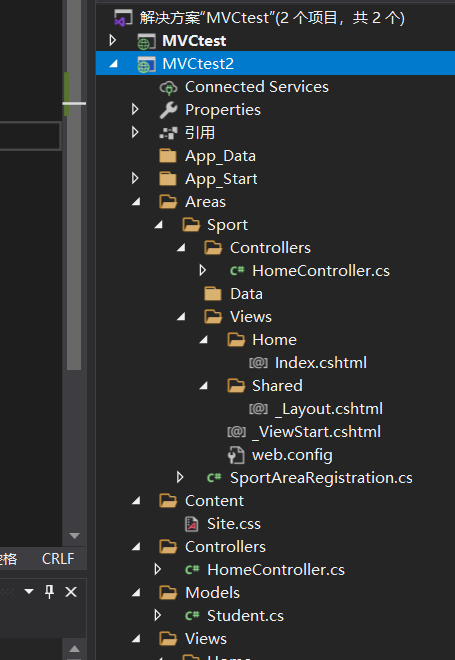 解决方案"MVCtest"(2 个项目，共 2 个)
MVCtest
MVCtest2
Connected Services
Properties
引用
App_Data
App_Start
Areas
Sport
Controllers
HomeController.cs
Data
Views
Home
Index.cshtml
Shared
_Layout.cshtml
_ViewStart.cshtml
web.config
SportAreaRegistration.cs
Content
Site.css
Controllers
空格 CRLF
HomeController.cs
Models
Student.cs
Views
Home